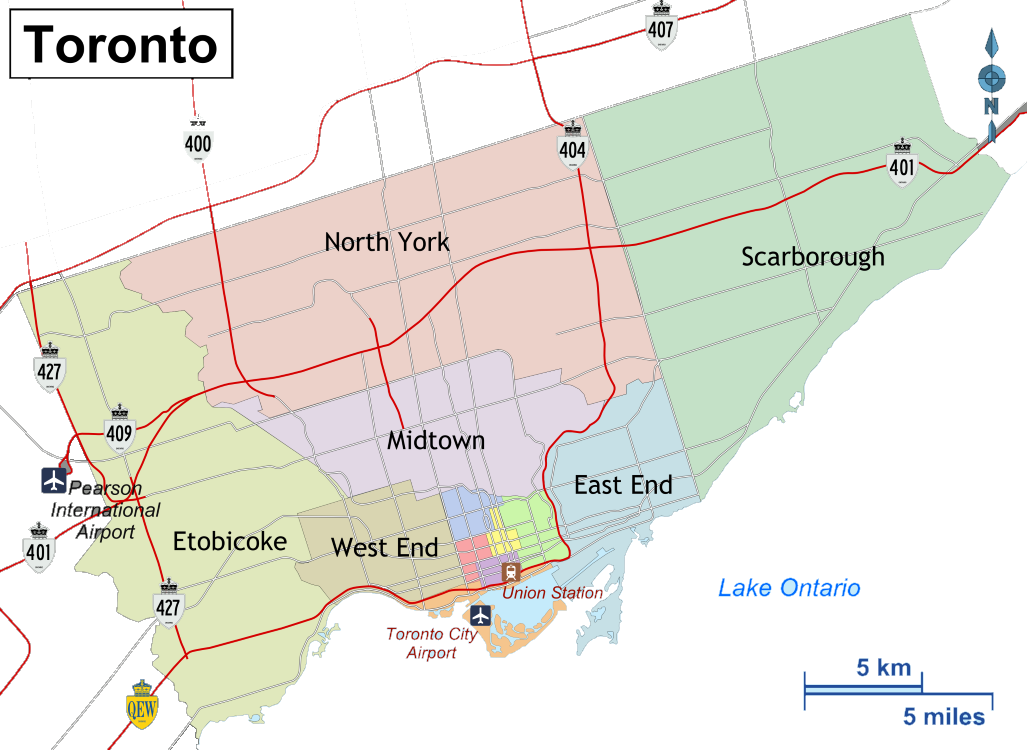 Toronto
407
N
400
404
401
North York
Scarborough
427
409
Midtown
Pearson
International
Airport
East End
401
Etobicoke
West End
427
Union Station
Lake Ontario
Toronto City
Airport
5 km
QEW
5 miles